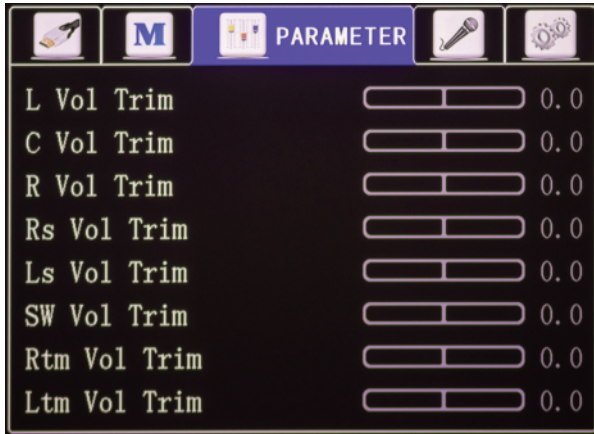 M PARAMETER
L Vol Trim 0.0
C Vol Trim 0.0
R Vol Trim 0.0
Rs Vol Trim 0.0
Ls Vol Trim 0.0
SW Vol Trim 0.0
Rtm Vol Trim 0.0
Ltm Vol Trim 0.0